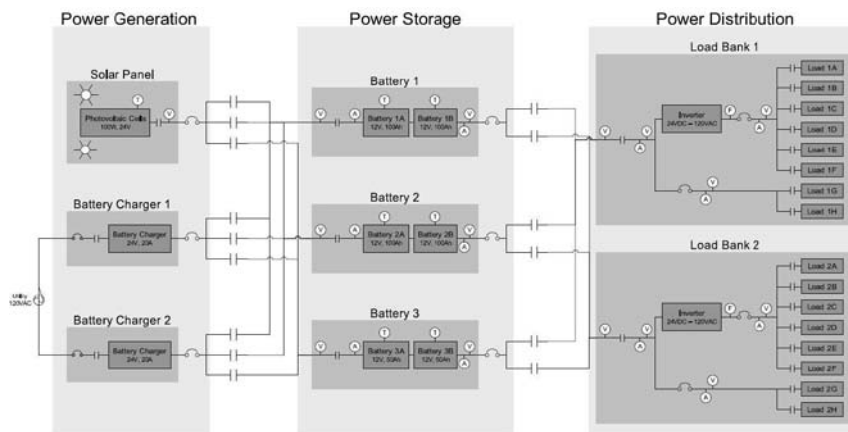 Power Generation
Power Storage
Power Distribution
Solar Panel
T
V
Photovoltaic Cells
100W, 24V
Battery Charger 1
Battery Charger
24V, 20A
Utility
120VAC
Battery Charger 2
Battery Charger
24V, 20A
Battery 1
T
T
V
A
V
A
Battery 1A
12V, 100Ah
Battery 1B
12V, 100Ah
Battery 2
T
T
V
A
V
A
Battery 2A
12V, 100Ah
Battery 2B
12V, 100Ah
Battery 3
T
T
V
A
V
A
Battery 3A
12V, 50Ah
Battery 3B
12V, 50Ah
Load Bank 1
V
V
A
Inverter
24VDC – 120VAC
F
V
A
V
A
Load 1A
Load 1B
Load 1C
Load 1D
Load 1E
Load 1F
Load 1G
Load 1H
Load Bank 2
V
V
A
Inverter
24VDC – 120VAC
F
V
A
V
A
Load 2A
Load 2B
Load 2C
Load 2D
Load 2E
Load 2F
Load 2G
Load 2H